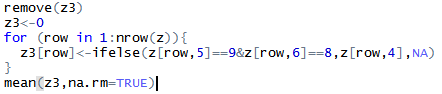 remove(z3)
z3<-0
for (row in 1:nrow(z)){
  z3[row]<-ifelse(z[row,5]==9&z[row,6]==8,z[row,4],NA)
}
mean(z3,na.rm=TRUE)